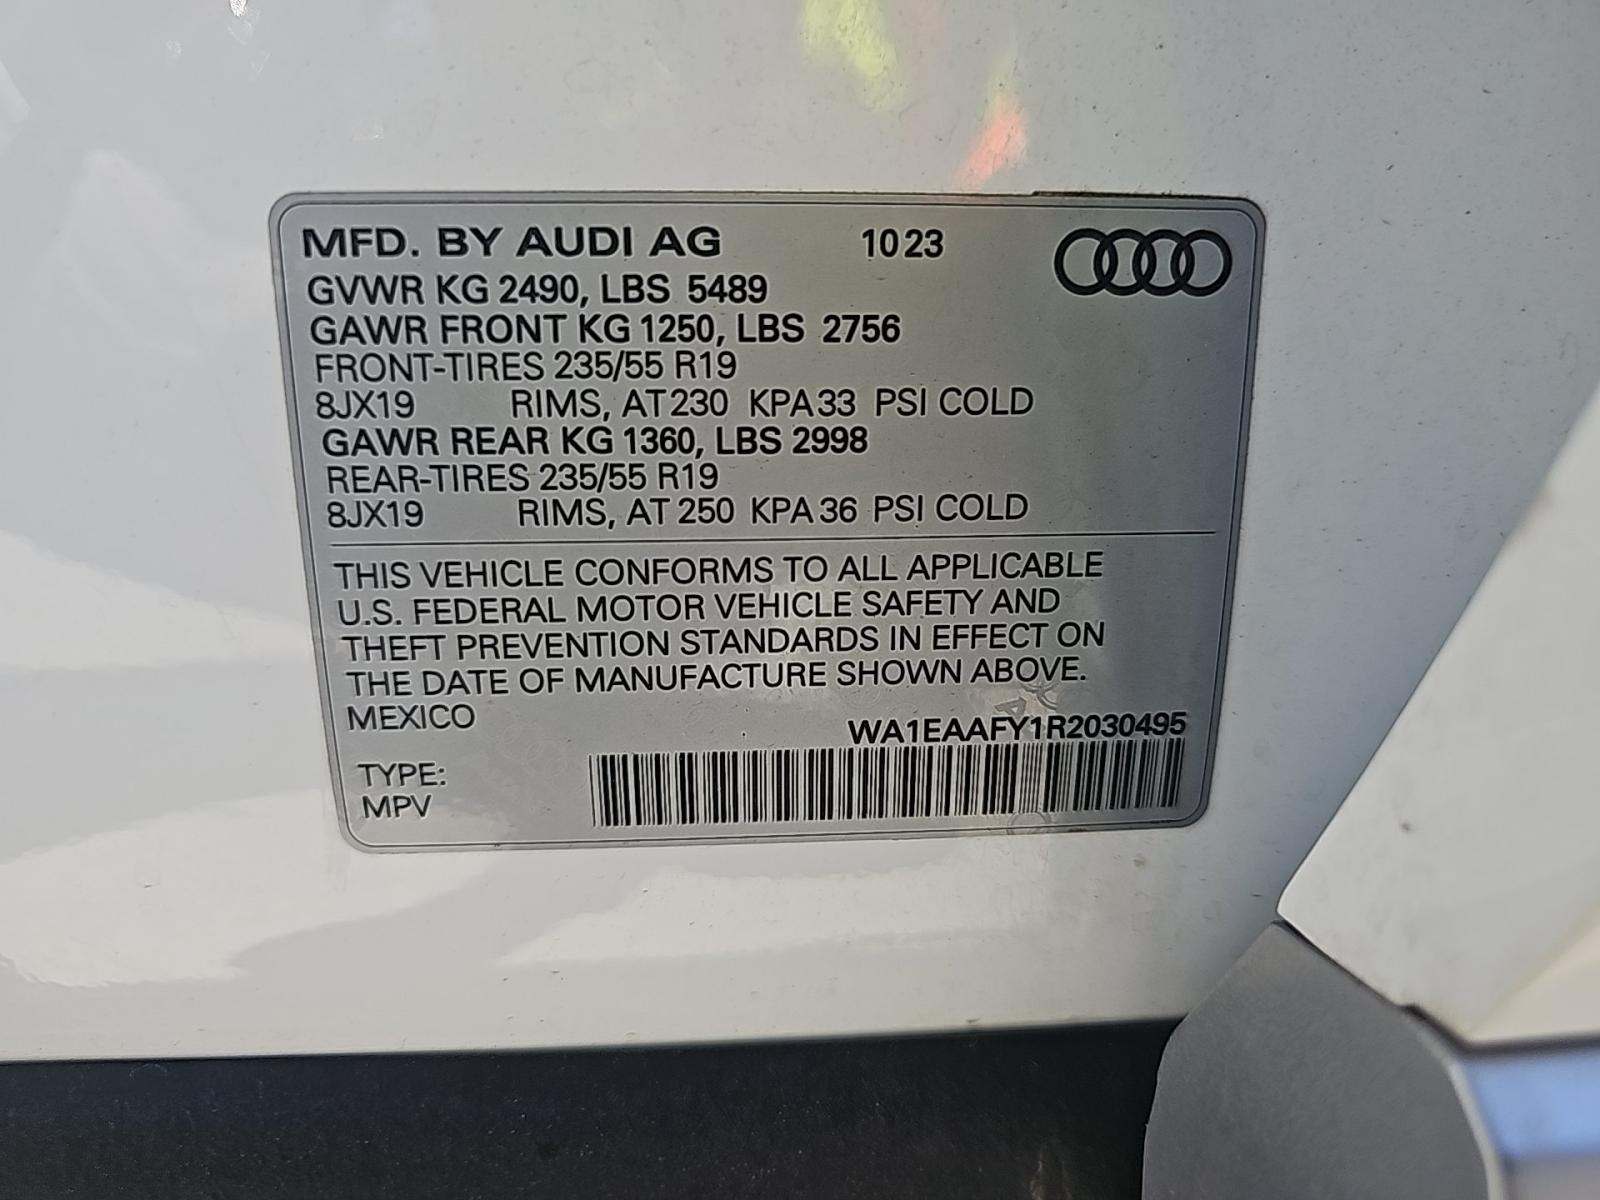 MFD. BY AUDI AG 1023
GVWR KG 2490, LBS 5489
GAWR FRONT KG 1250, LBS 2756
FRONT-TIRES 235/55 R19
8JX19 RIMS, AT 230 KPA 33 PSI COLD
GAWR REAR KG 1360, LBS 2998
REAR-TIRES 235/55 R19
8JX19 RIMS, AT 250 KPA 36 PSI COLD
THIS VEHICLE CONFORMS TO ALL APPLICABLE
U.S. FEDERAL MOTOR VEHICLE SAFETY AND
THEFT PREVENTION STANDARDS IN EFFECT ON
THE DATE OF MANUFACTURE SHOWN ABOVE.
MEXICO
WA1EAAFY1R2030495
TYPE:
MPV